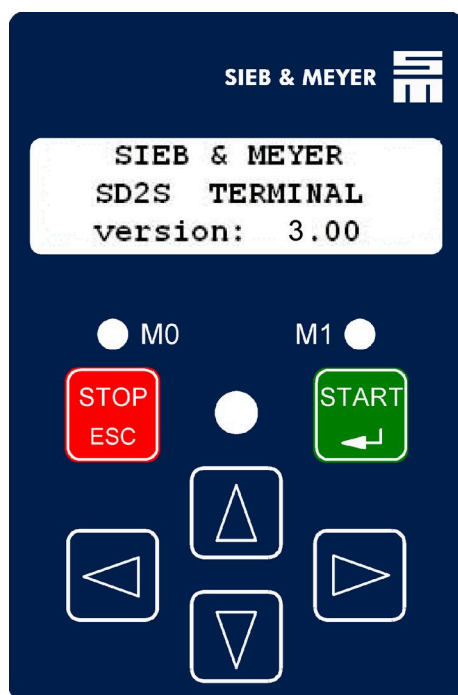 SIEB & MEYER
SIEB & MEYER
SD2S TERMINAL
version: 3.00
M0 M1
STOP START
ESC